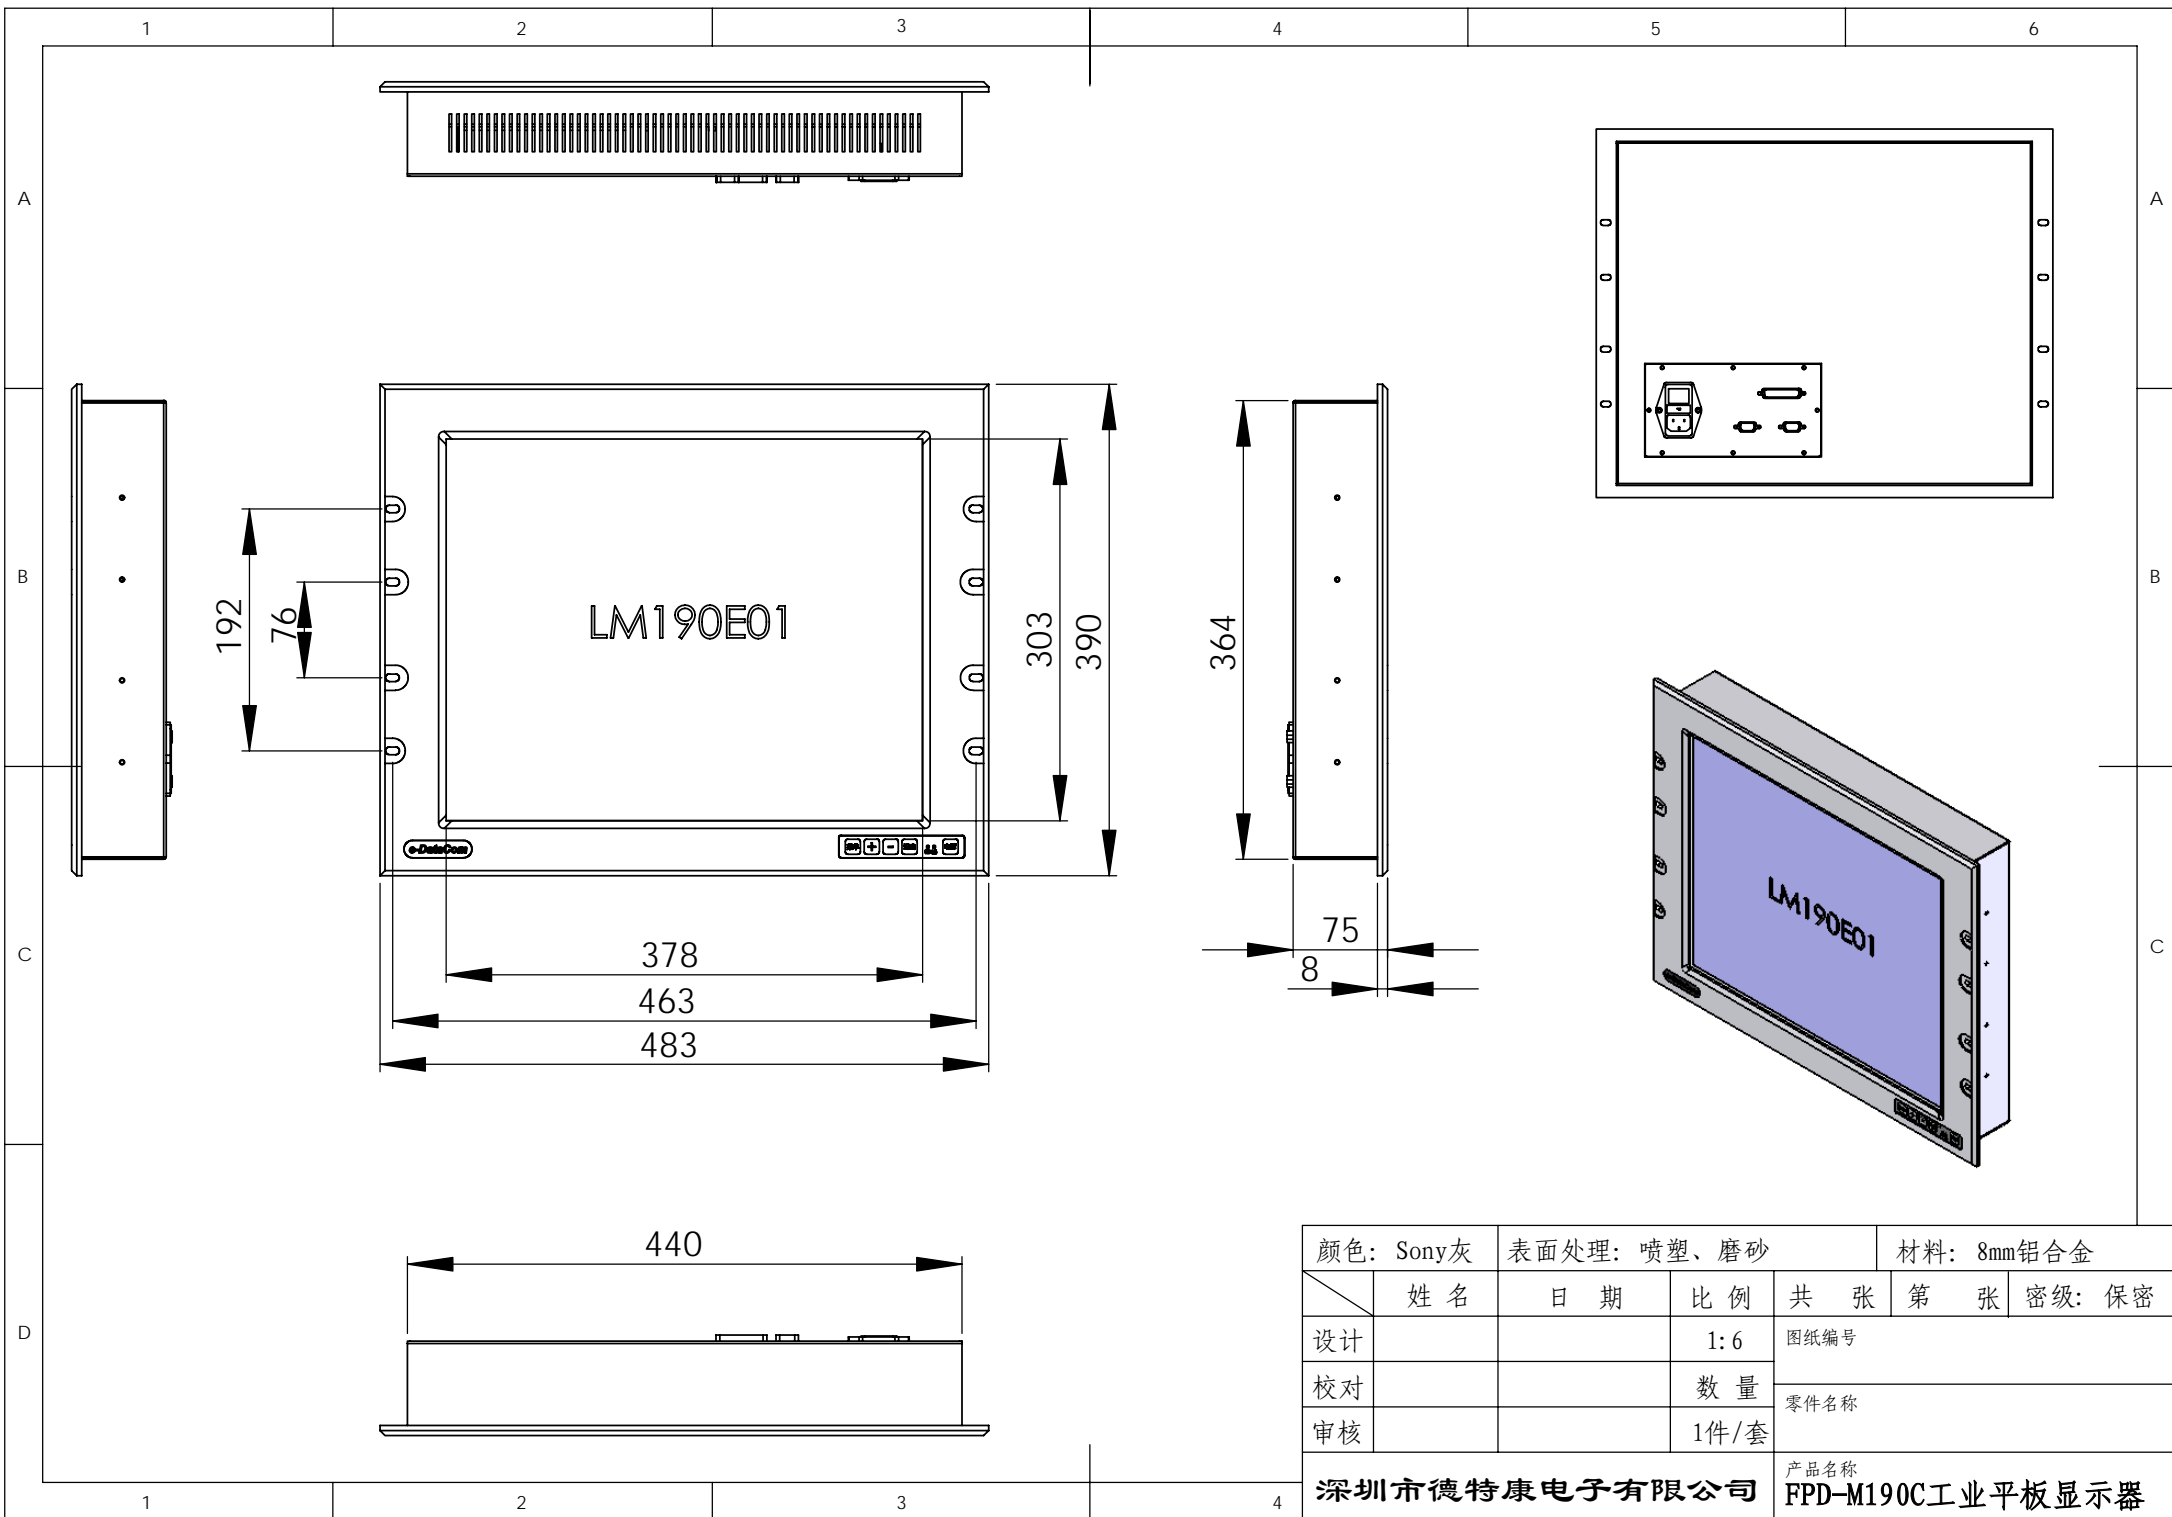 1 2 3 4 5 6
A A
B B
C C
D
LM190E01
192
76
303
390
364
e-DataCom
+ -
378
463
483
75
8
LM190E01
440
颜色: Sony灰 表面处理: 喷塑、磨砂 材料: 8mm铝合金
姓 名 日 期 比 例 共 张 第 张 密级: 保密
设计 1:6 图纸编号
校对 数 量 零件名称
审核 1件/套
深圳市德特康电子有限公司 产品名称
FPD-M190C工业平板显示器
1 2 3 4